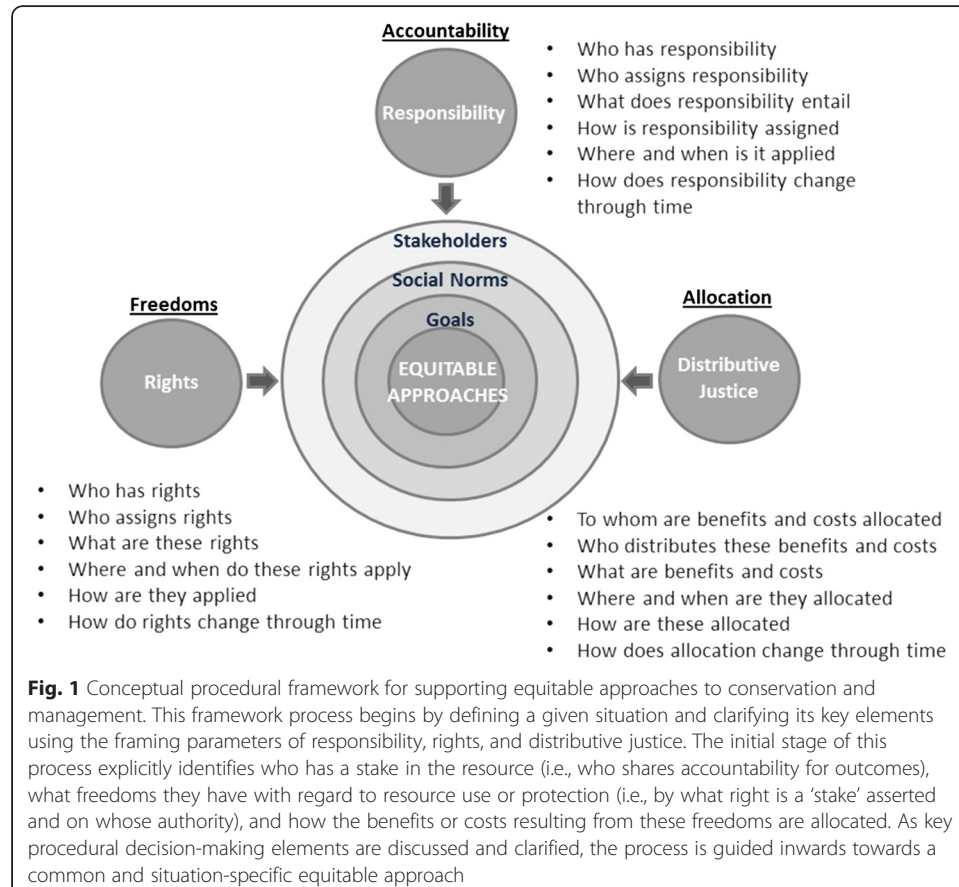 Accountability
Responsibility
• Who has responsibility
• Who assigns responsibility
• What does responsibility entail
• How is responsibility assigned
• Where and when is it applied
• How does responsibility change
through time
Stakeholders
Social Norms
Goals
EQUITABLE
APPROACHES
Freedoms
Rights
Allocation
Distributive
Justice
• Who has rights
• Who assigns rights
• What are these rights
• Where and when do these rights apply
• How are they applied
• How do rights change through time
• To whom are benefits and costs allocated
• Who distributes these benefits and costs
• What are benefits and costs
• Where and when are they allocated
• How are these allocated
• How does allocation change through time
Fig. 1 Conceptual procedural framework for supporting equitable approaches to conservation and
management. This framework process begins by defining a given situation and clarifying its key elements
using the framing parameters of responsibility, rights, and distributive justice. The initial stage of this
process explicitly identifies who has a stake in the resource (i.e., who shares accountability for outcomes),
what freedoms they have with regard to resource use or protection (i.e., by what right is a ‘stake’ asserted
and on whose authority), and how the benefits or costs resulting from these freedoms are allocated. As key
procedural decision-making elements are discussed and clarified, the process is guided inwards towards a
common and situation-specific equitable approach